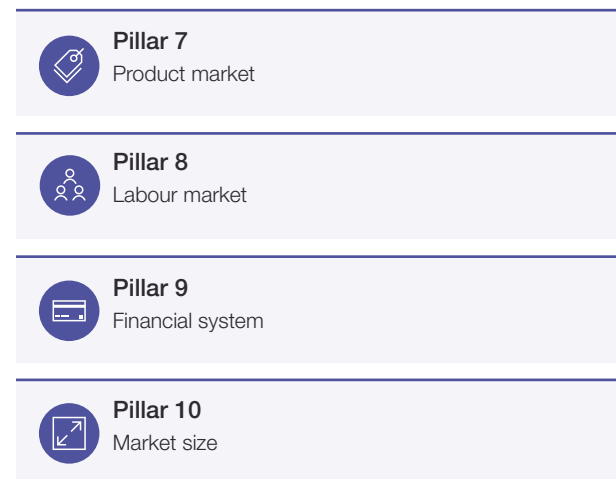 Pillar 7
Product market
Pillar 8
Labour market
Pillar 9
Financial system
Pillar 10
Market size